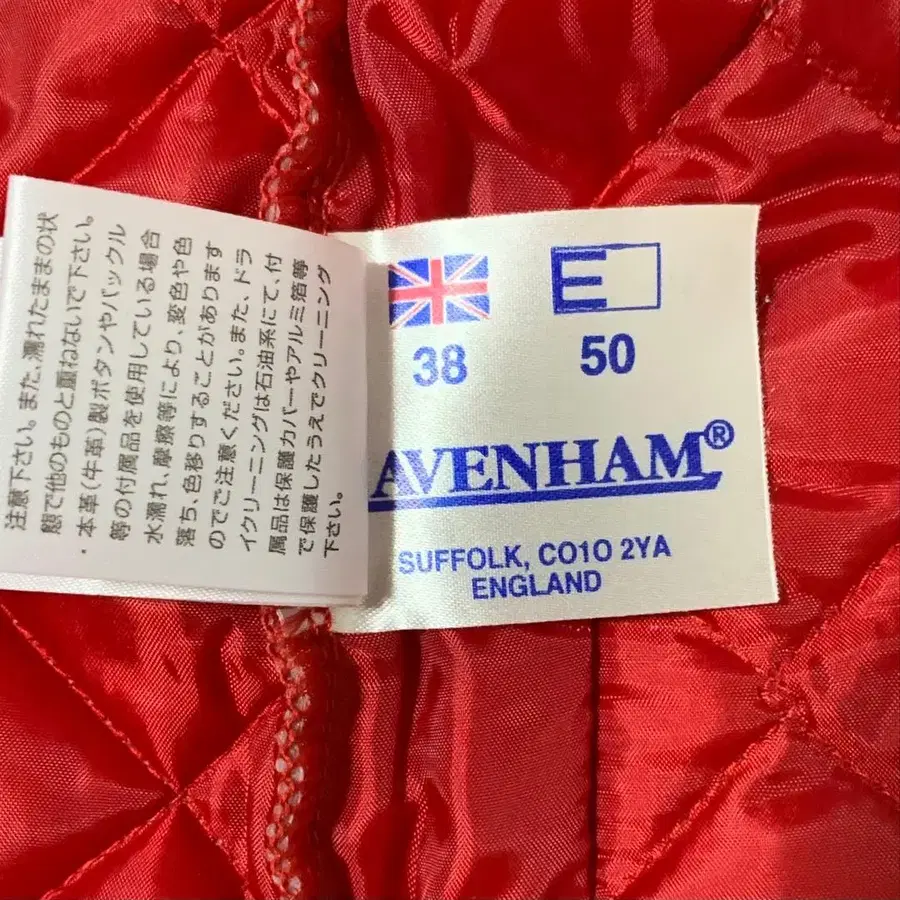 注意下さい。また、濡れたままの状
態で他のものと重ねないで下さい。
・本革(牛革)製ボタンやバックル
等の付属品を使用している場合
水濡れ、摩擦等により、変色や色
落ち、色移りすることがあります
のでご注意ください。また、ドラ
イクリーニングは石油系にて、付
属品は保護カバーやアルミ箔等
で保護したうえでクリーニング
下さい。
38
E
50
AVENHAM®
SUFFOLK, CO10 2YA
ENGLAND